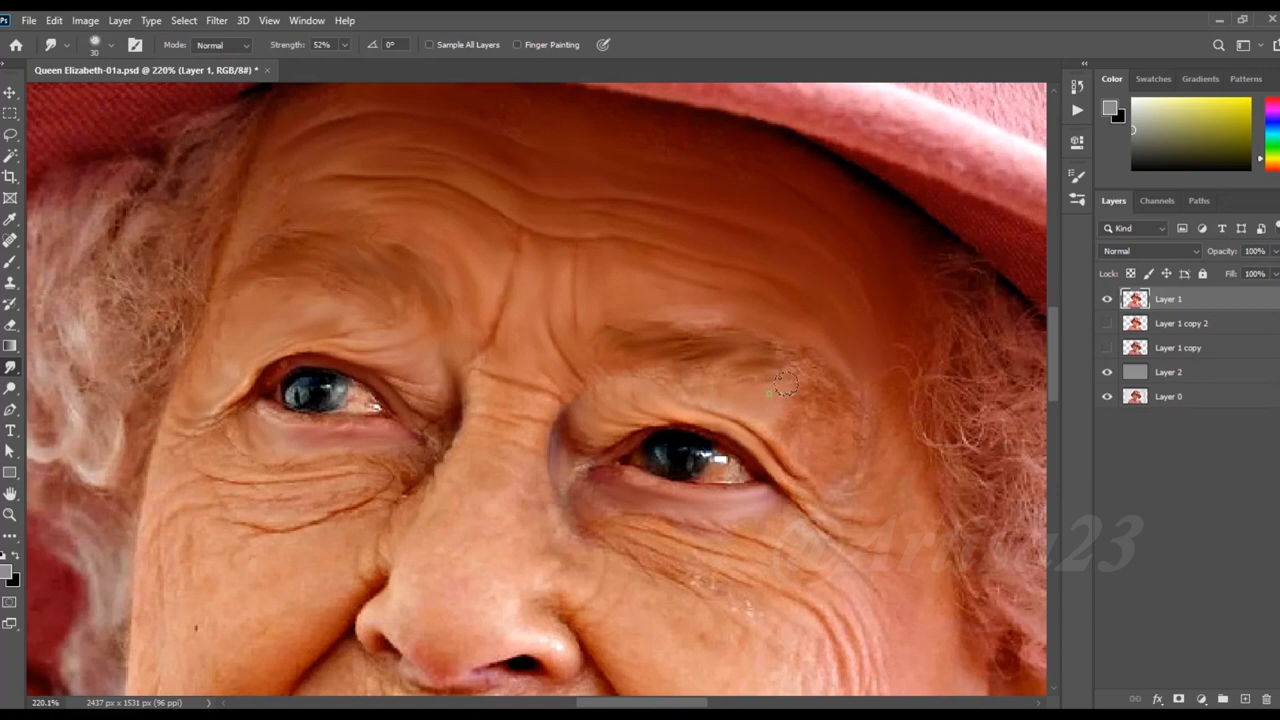 Ps File Edit Image Layer Type Select Filter 3D View Window Help
30 Mode: Normal Strength: 52% 0° Sample All Layers Finger Painting
Queen Elizabeth-01a.psd @ 220% (Layer 1, RGB/8#) * ×
Color Swatches Gradients Patterns
Layers Channels Paths
Kind
Normal Opacity: 100%
Lock: Fill: 100%
Layer 1
Layer 1 copy 2
Layer 1 copy
Layer 2
Layer 0
220.1% 2437 px x 1531 px (96 ppi)